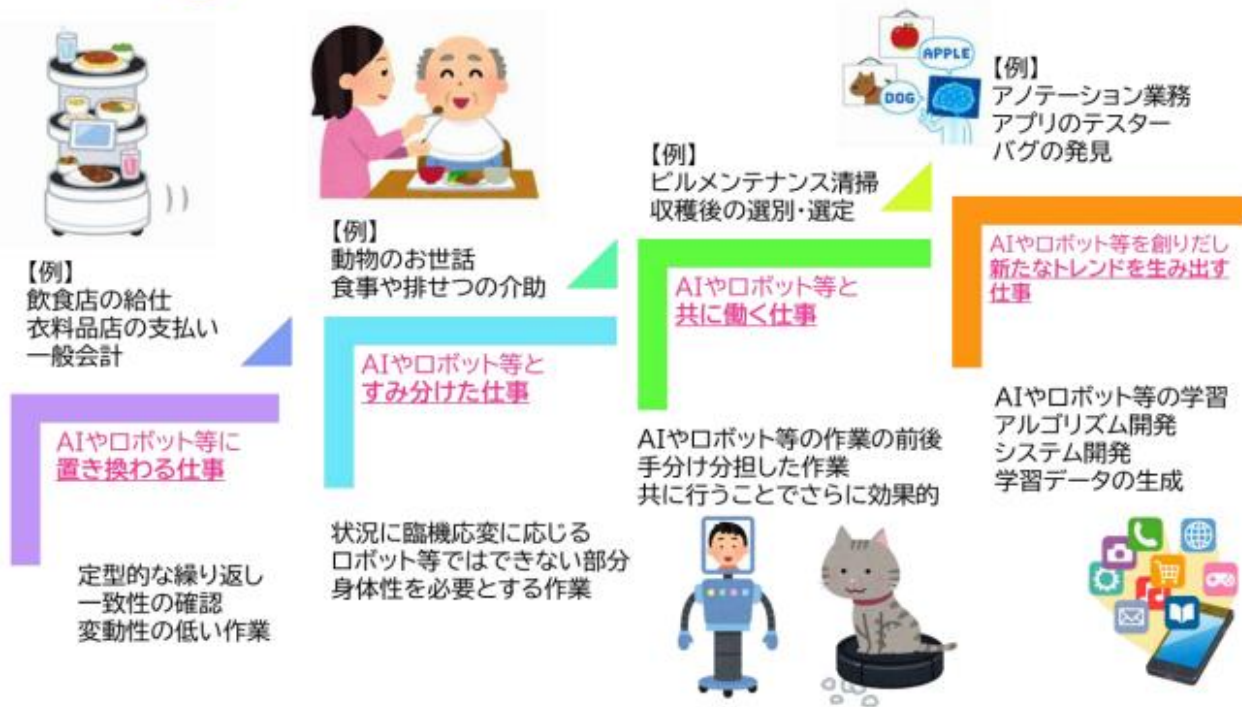 【例】
飲食店の給仕
衣料品店の支払い
一般会計
AIやロボット等に
置き換わる仕事
定型的な繰り返し
一致性の確認
変動性の低い作業
【例】
動物のお世話
食事や排せつの介助
AIやロボット等と
すみ分けた仕事
状況に臨機応変に応じる
ロボット等ではできない部分
身体性を必要とする作業
【例】
ビルメンテナンス清掃
収穫後の選別・選定
AIやロボット等と
共に働く仕事
AIやロボット等の作業の前後
手分け分担した作業
共に行うことでさらに効果的
APPLE
DOG
【例】
アノテーション業務
アプリのテスター
バグの発見
AIやロボット等を創りだし
新たなトレンドを生み出す
仕事
AIやロボット等の学習
アルゴリズム開発
システム開発
学習データの生成